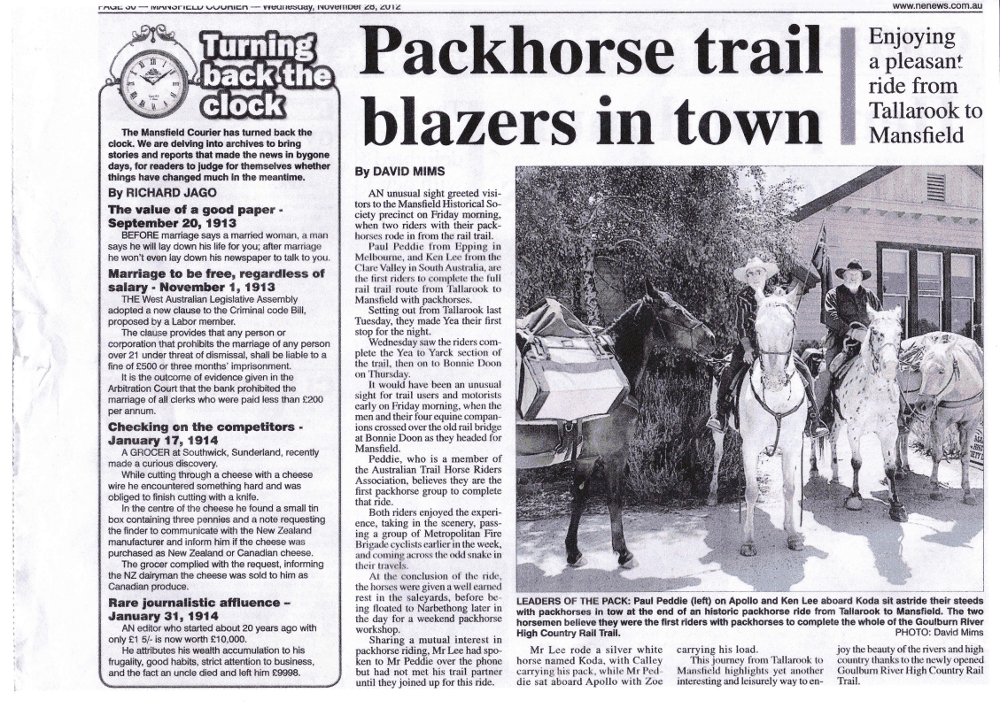 PAGE 30 — MANSFIELD COURIER — Wednesday, November 28, 2012
www.nenews.com.au
Turning
back the
clock
The Mansfield Courier has turned back the
clock. We are delving into archives to bring
stories and reports that made the news in bygone
days, for readers to judge for themselves whether
things have changed much in the meantime.
By RICHARD JAGO
The value of a good paper -
September 20, 1913
BEFORE marriage says a married woman, a man
says he will lay down his life for you; after marriage
he won't even lay down his newspaper to talk to you.
Marriage to be free, regardless of
salary - November 1, 1913
THE West Australian Legislative Assembly
adopted a new clause to the Criminal code Bill,
proposed by a Labor member.
The clause provides that any person or
corporation that prohibits the marriage of any person
over 21 under threat of dismissal, shall be liable to a
fine of £500 or three months' imprisonment.
It is the outcome of evidence given in the
Arbitration Court that the bank prohibited the
marriage of all clerks who were paid less than £200
per annum.
Checking on the competitors -
January 17, 1914
A GROCER at Southwick, Sunderland, recently
made a curious discovery.
While cutting through a cheese with a cheese
wire he encountered something hard and was
obliged to finish cutting with a knife.
In the centre of the cheese he found a small tin
box containing three pennies and a note requesting
the finder to communicate with the New Zealand
manufacturer and inform him if the cheese was
purchased as New Zealand or Canadian cheese.
The grocer complied with the request, informing
the NZ dairyman the cheese was sold to him as
Canadian produce.
Rare journalistic affluence –
January 31, 1914
AN editor who started about 20 years ago with
only £1 5/- is now worth £10,000.
He attributes his wealth accumulation to his
frugality, good habits, strict attention to business,
and the fact an uncle died and left him £9998.
Packhorse trail
blazers in town
Enjoying
a pleasant
ride from
Tallarook to
Mansfield
By DAVID MIMS
AN unusual sight greeted visi-
tors to the Mansfield Historical So-
ciety precinct on Friday morning,
when two riders with their pack-
horses rode in from the rail trail.
Paul Peddie from Epping in
Melbourne, and Ken Lee from the
Clare Valley in South Australia, are
the first riders to complete the full
rail trail route from Tallarook to
Mansfield with packhorses.
Setting out from Tallarook last
Tuesday, they made Yea their first
stop for the night.
Wednesday saw the riders com-
plete the Yea to Yarck section of
the trail, then on to Bonnie Doon
on Thursday.
It would have been an unusual
sight for trail users and motorists
early on Friday morning, when the
men and their four equine compan-
ions crossed over the old rail bridge
at Bonnie Doon as they headed for
Mansfield.
Peddie, who is a member of
the Australian Trail Horse Riders
Association, believes they are the
first packhorse group to complete
that ride.
Both riders enjoyed the experi-
ence, taking in the scenery, pass-
ing a group of Metropolitan Fire
Brigade cyclists earlier in the week,
and coming across the odd snake in
their travels.
At the conclusion of the ride,
the horses were given a well earned
rest in the saleyards, before be-
ing floated to Narbethong later in
the day for a weekend packhorse
workshop.
Sharing a mutual interest in
packhorse riding, Mr Lee had spo-
ken to Mr Peddie over the phone
but had not met his trail partner
until they joined up for this ride.
LEADERS OF THE PACK: Paul Peddie (left) on Apollo and Ken Lee aboard Koda sit astride their steeds
with packhorses in tow at the end of an historic packhorse ride from Tallarook to Mansfield. The two
horsemen believe they were the first riders with packhorses to complete the whole of the Goulburn River
High Country Rail Trail.
PHOTO: David Mims
Mr Lee rode a silver white
horse named Koda, with Calley
carrying his pack, while Mr Ped-
die sat aboard Apollo with Zoe
carrying his load.
This journey from Tallarook to
Mansfield highlights yet another
interesting and leisurely way to en-
joy the beauty of the rivers and high
country thanks to the newly opened
Goulburn River High Country Rail
Trail.